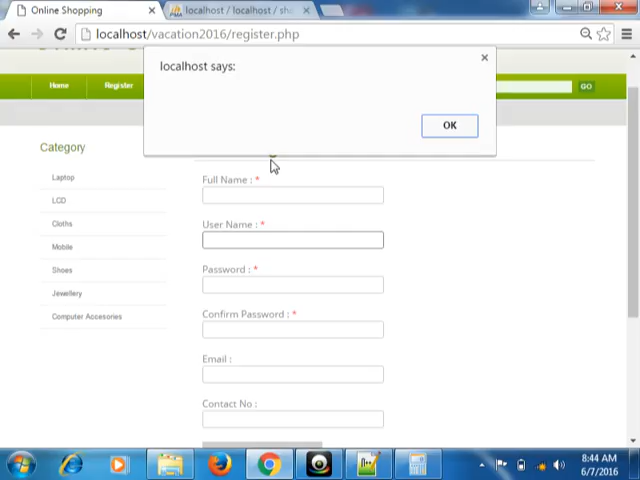 Online Shopping
localhost / localhost / sh
localhost/vacation2016/register.php
localhost says:
OK
Home
Register
GO
Category
Laptop
LCD
Cloths
Mobile
Shoes
Jewellery
Computer Accesories
Full Name : *
User Name : *
Password : *
Confirm Password : *
Email :
Contact No :
8:44 AM
6/7/2016